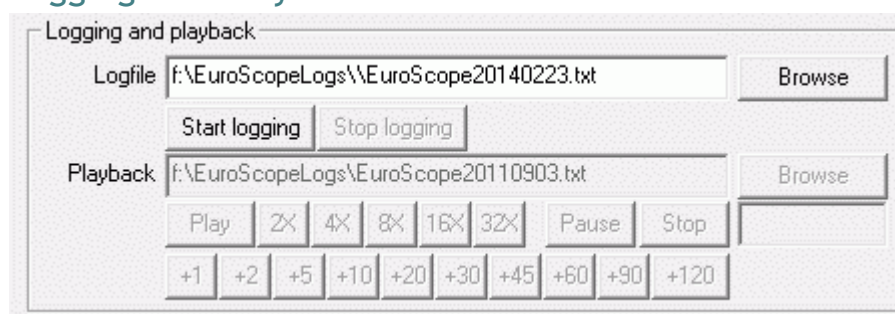 Logging and playback
Logfile f:\EuroScopeLogs\\EuroScope20140223.txt Browse
Start logging Stop logging
Playback f:\EuroScopeLogs\EuroScope20110903.txt Browse
Play 2X 4X 8X 16X 32X Pause Stop
+1 +2 +5 +10 +20 +30 +45 +60 +90 +120